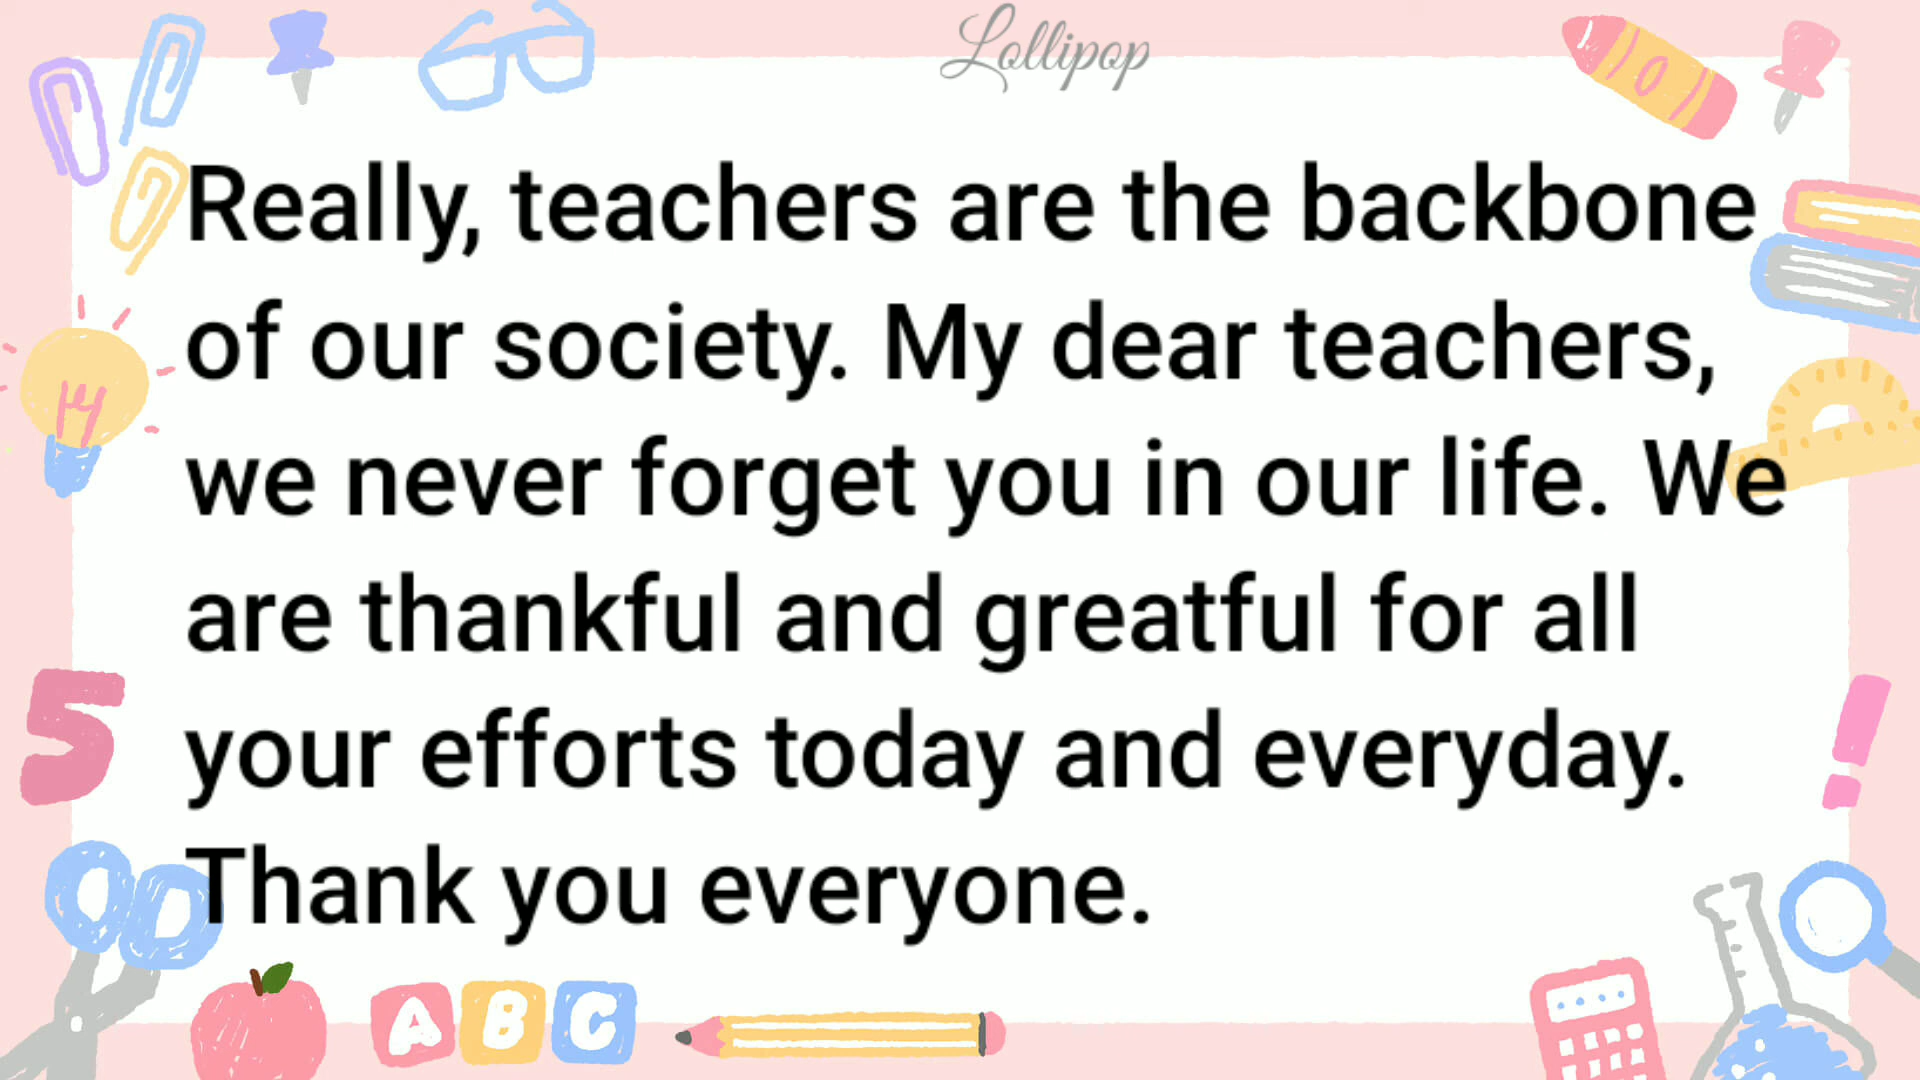 Lollipop
Really, teachers are the backbone
of our society. My dear teachers,
we never forget you in our life. We
are thankful and greatful for all
your efforts today and everyday.
Thank you everyone.
5
!
A B C